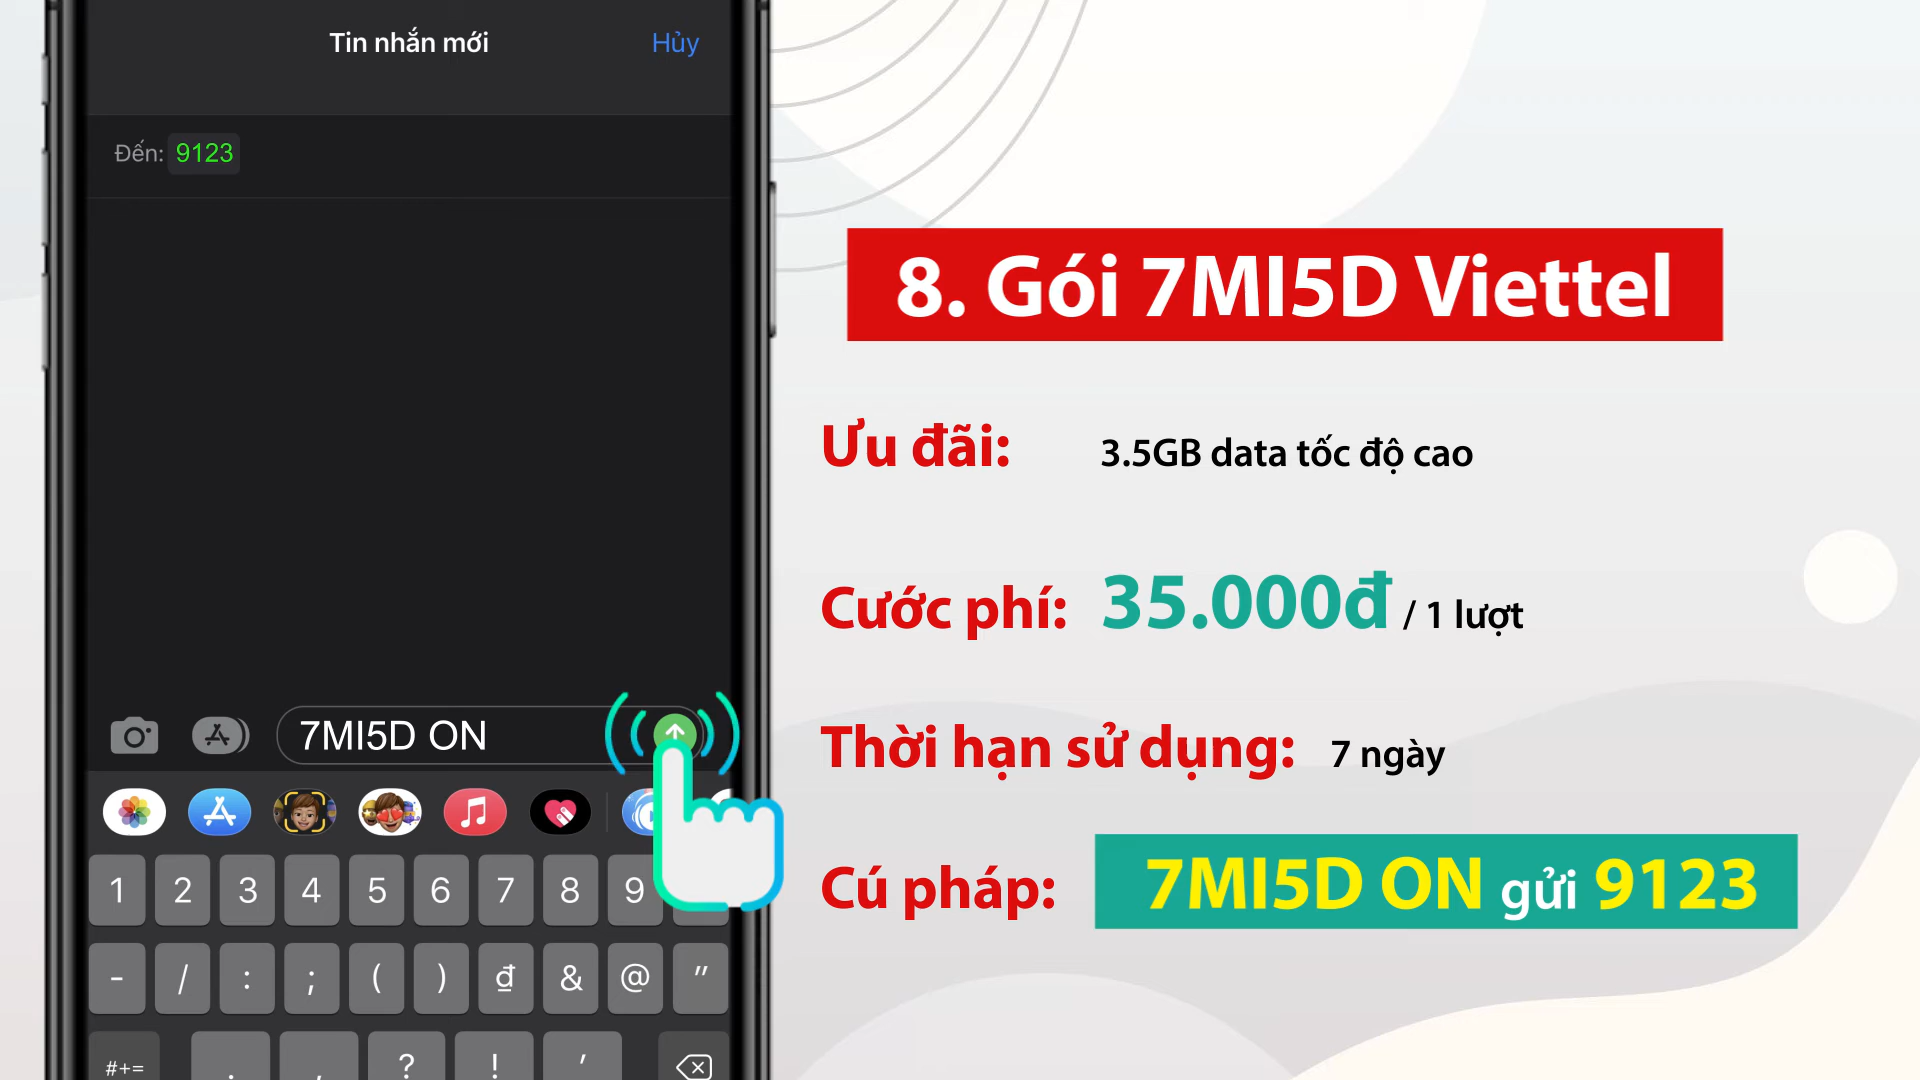 Tin nhắn mới
Hủy
Đến: 9123
7MI5D ON
1 2 3 4 5 6 7 8 9
- / : ; ( ) đ & @ "
#+= . , ? ! '
8. Gói 7MI5D Viettel
Ưu đãi: 3.5GB data tốc độ cao
Cước phí: 35.000đ / 1 lượt
Thời hạn sử dụng: 7 ngày
Cú pháp: 7MI5D ON gửi 9123